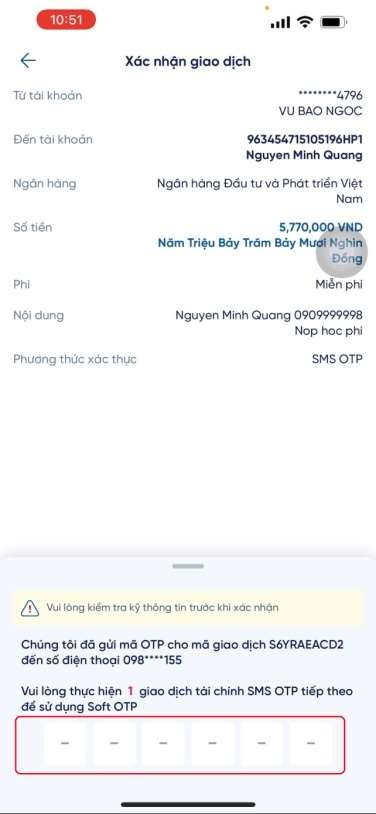 10:51
Xác nhận giao dịch
Từ tài khoản
********4796
VU BAO NGOC
Đến tài khoản
963454715105196HP1
Nguyen Minh Quang
Ngân hàng
Ngân hàng Đầu tư và Phát triển Việt
Nam
Số tiền
5,770,000 VND
Năm Triệu Bảy Trăm Bảy Mươi Nghìn
Đồng
Phí
Miễn phí
Nội dung
Nguyen Minh Quang 0909999998
Nop hoc phi
Phương thức xác thực
SMS OTP
Vui lòng kiểm tra kỹ thông tin trước khi xác nhận
Chúng tôi đã gửi mã OTP cho mã giao dịch S6YRAEACD2
đến số điện thoại 098****155
Vui lòng thực hiện 1 giao dịch tài chính SMS OTP tiếp theo
để sử dụng Soft OTP
- - - - - -